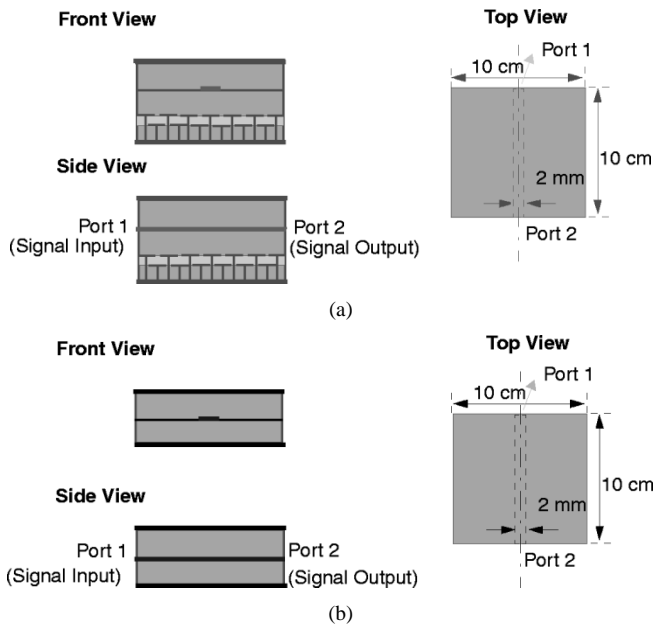 Front View
Top View
Port 1
10 cm
10 cm
2 mm
Port 2
Side View
Port 1
(Signal Input)
Port 2
(Signal Output)
(a)
Front View
Top View
Port 1
10 cm
10 cm
2 mm
Port 2
Side View
Port 1
(Signal Input)
Port 2
(Signal Output)
(b)